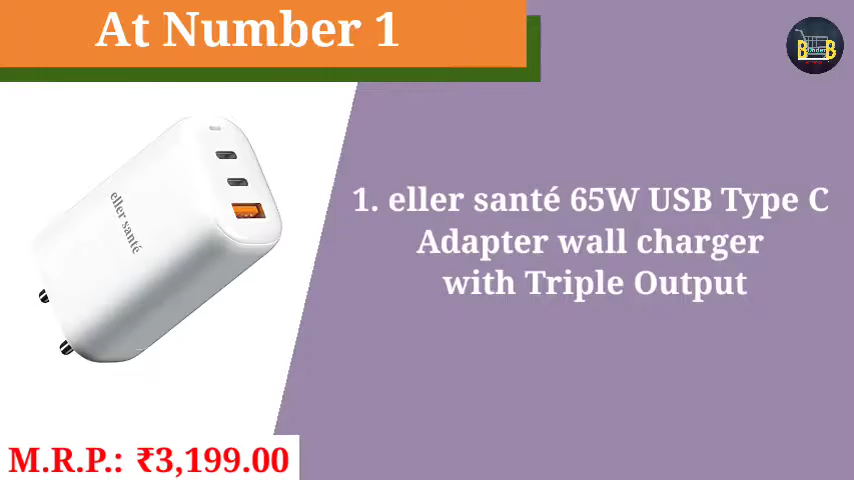 At Number 1
eller santé
1. eller santé 65W USB Type C
Adapter wall charger
with Triple Output
M.R.P.: ₹3,199.00